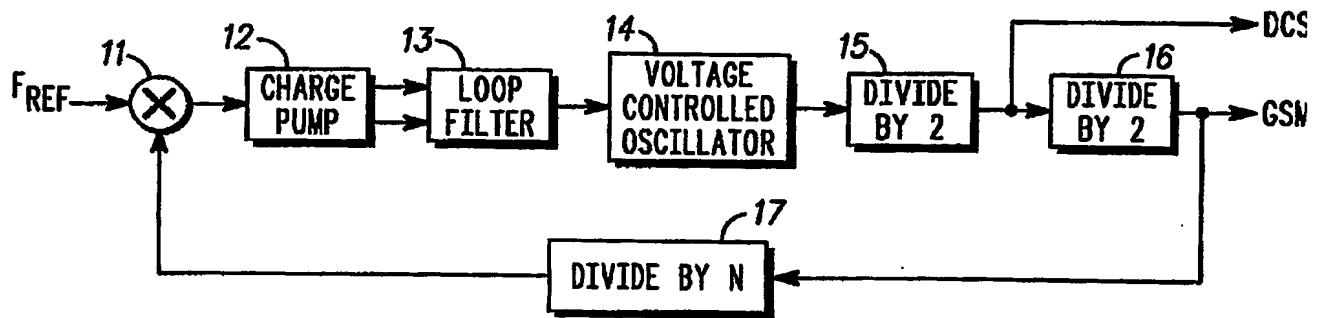 11
12
13
14
15
16
DCS
FREF
CHARGE
PUMP
LOOP
FILTER
VOLTAGE
CONTROLLED
OSCILLATOR
DIVIDE
BY 2
DIVIDE
BY 2
GSM
17
DIVIDE BY N